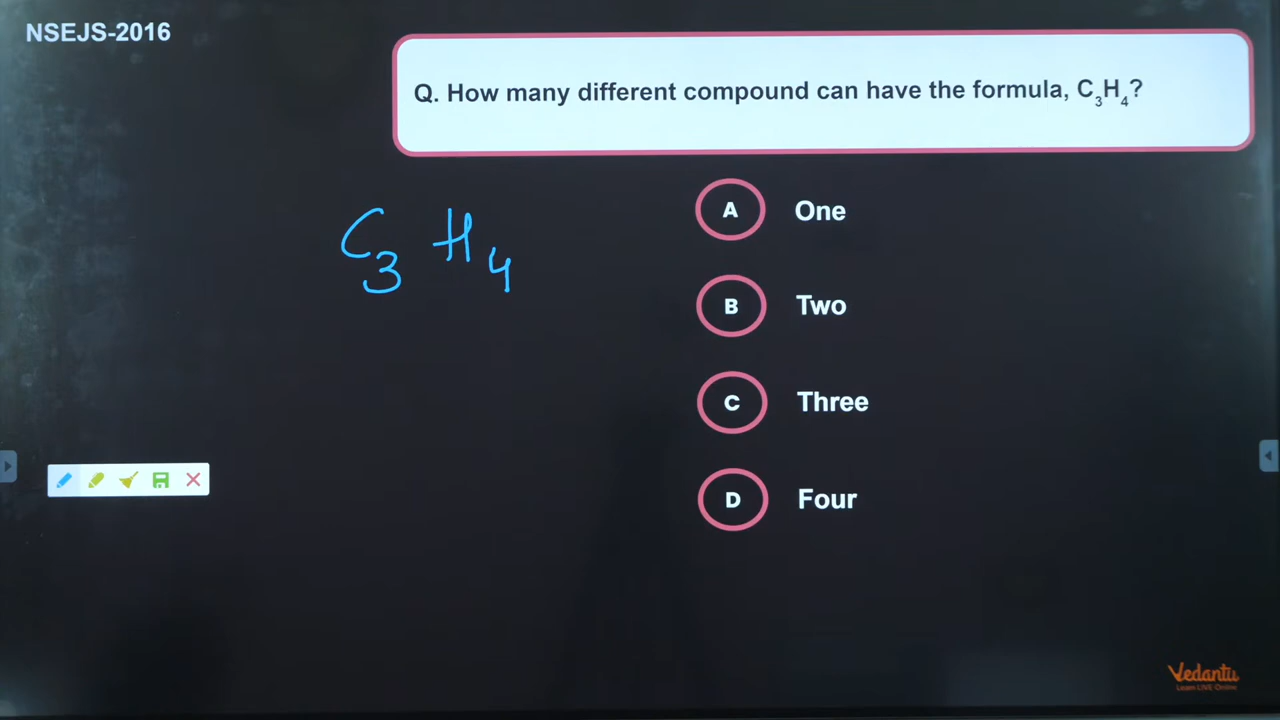 NSEJS-2016
Q. How many different compound can have the formula, C₃H₄?
C₃ H₄
A One
B Two
C Three
D Four
Vedantu
Learn LIVE Online